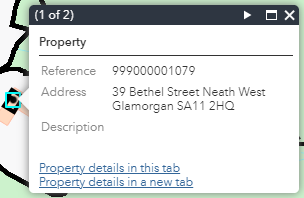 (1 of 2)
Property
Reference 999000001079
Address 39 Bethel Street Neath West
Glamorgan SA11 2HQ
Description
Property details in this tab
Property details in a new tab